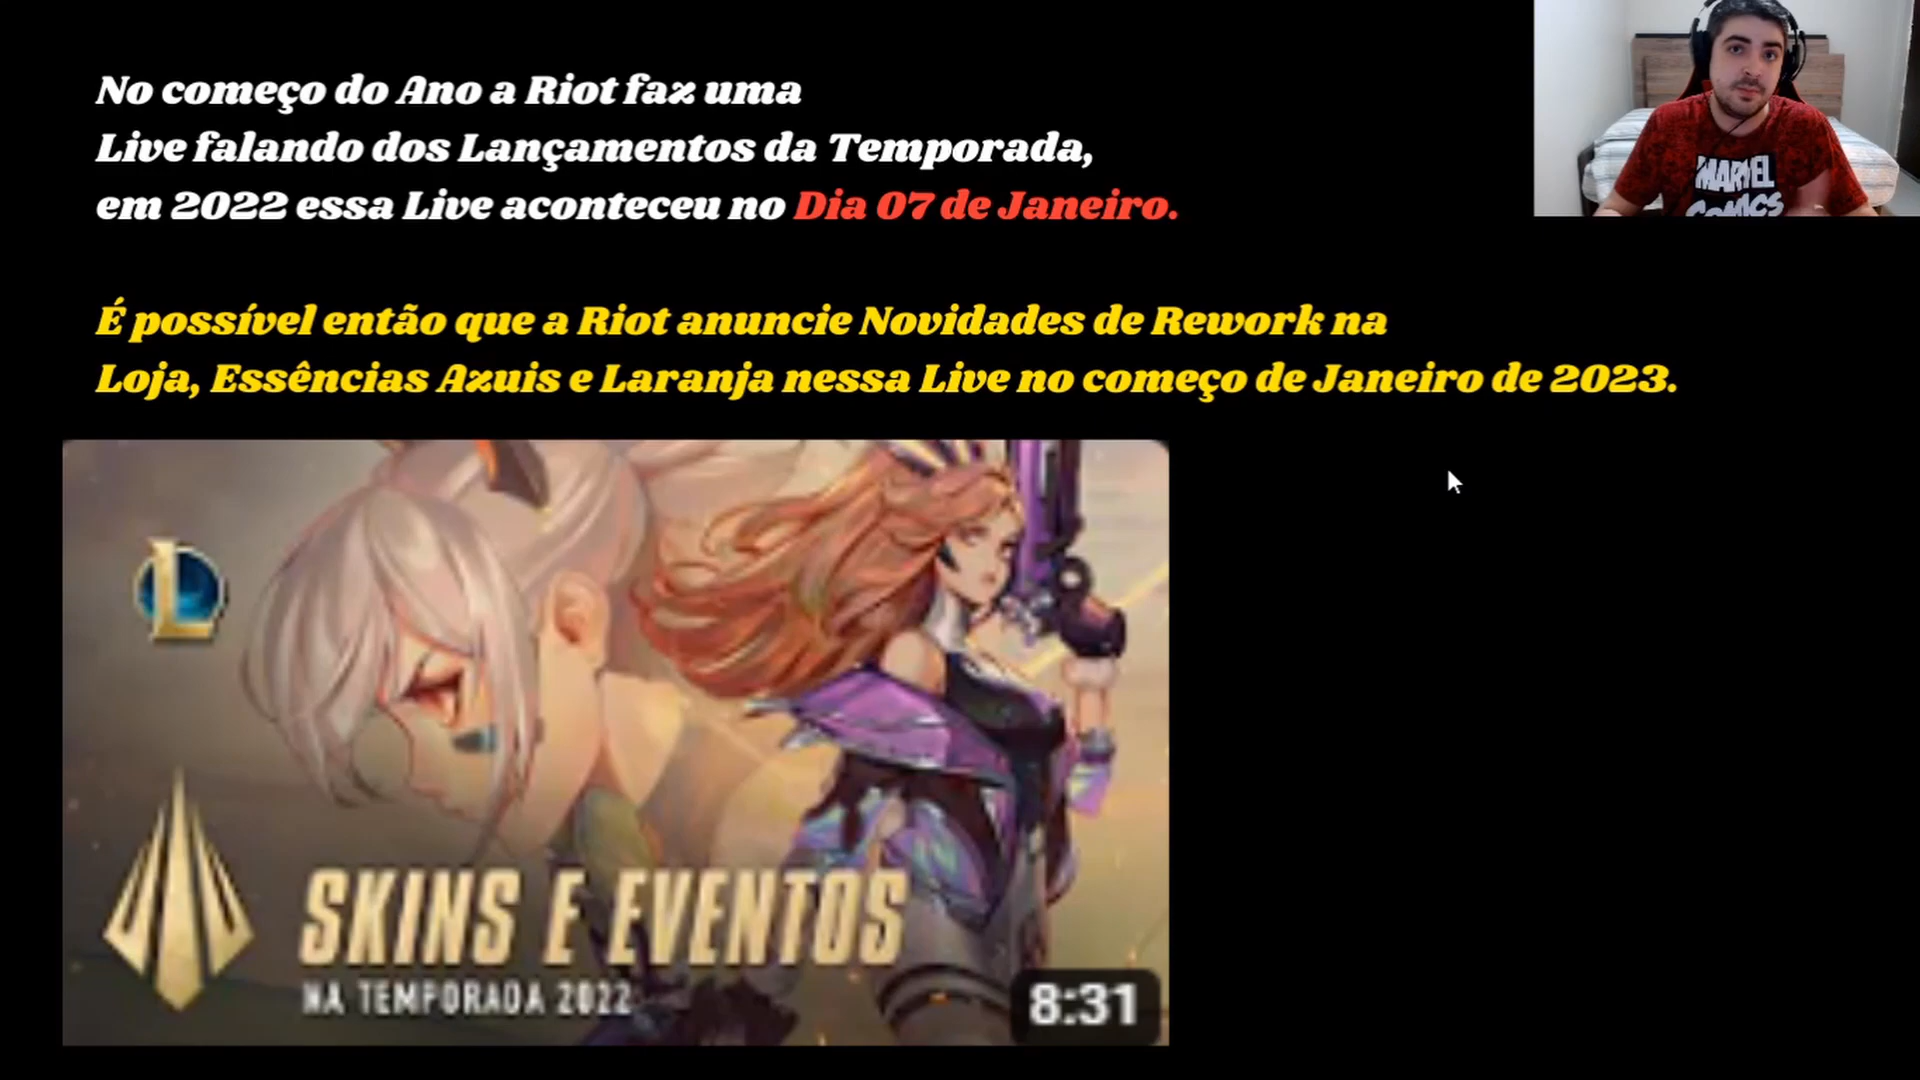 No começo do Ano a Riot faz uma
Live falando dos Lançamentos da Temporada,
em 2022 essa Live aconteceu no Dia 07 de Janeiro.
É possível então que a Riot anuncie Novidades de Rework na
Loja, Essências Azuis e Laranja nessa Live no começo de Janeiro de 2023.
MARVEL
COMICS
L
SKINS E EVENTOS
NA TEMPORADA 2022
8:31